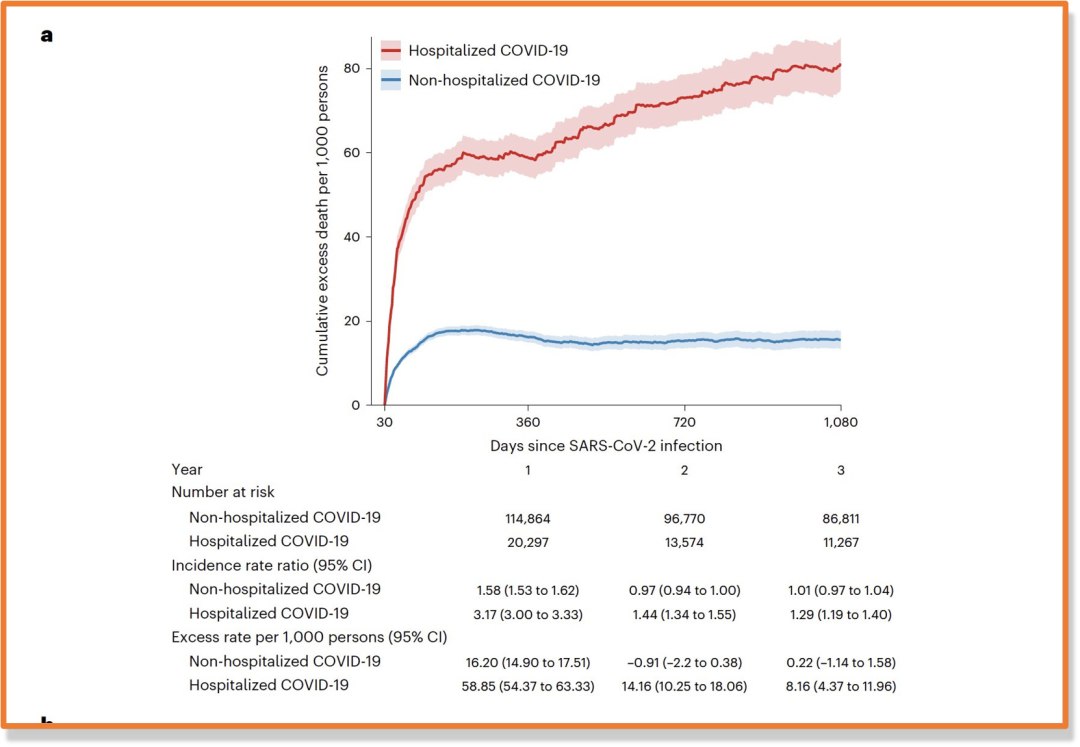 a
Hospitalized COVID-19
Non-hospitalized COVID-19
Cumulative excess death per 1,000 persons
80
60
40
20
0
30 360 720 1,080
Days since SARS-CoV-2 infection
Year 1 2 3
Number at risk
Non-hospitalized COVID-19 114,864 96,770 86,811
Hospitalized COVID-19 20,297 13,574 11,267
Incidence rate ratio (95% CI)
Non-hospitalized COVID-19 1.58 (1.53 to 1.62) 0.97 (0.94 to 1.00) 1.01 (0.97 to 1.04)
Hospitalized COVID-19 3.17 (3.00 to 3.33) 1.44 (1.34 to 1.55) 1.29 (1.19 to 1.40)
Excess rate per 1,000 persons (95% CI)
Non-hospitalized COVID-19 16.20 (14.90 to 17.51) −0.91 (−2.2 to 0.38) 0.22 (−1.14 to 1.58)
Hospitalized COVID-19 58.85 (54.37 to 63.33) 14.16 (10.25 to 18.06) 8.16 (4.37 to 11.96)